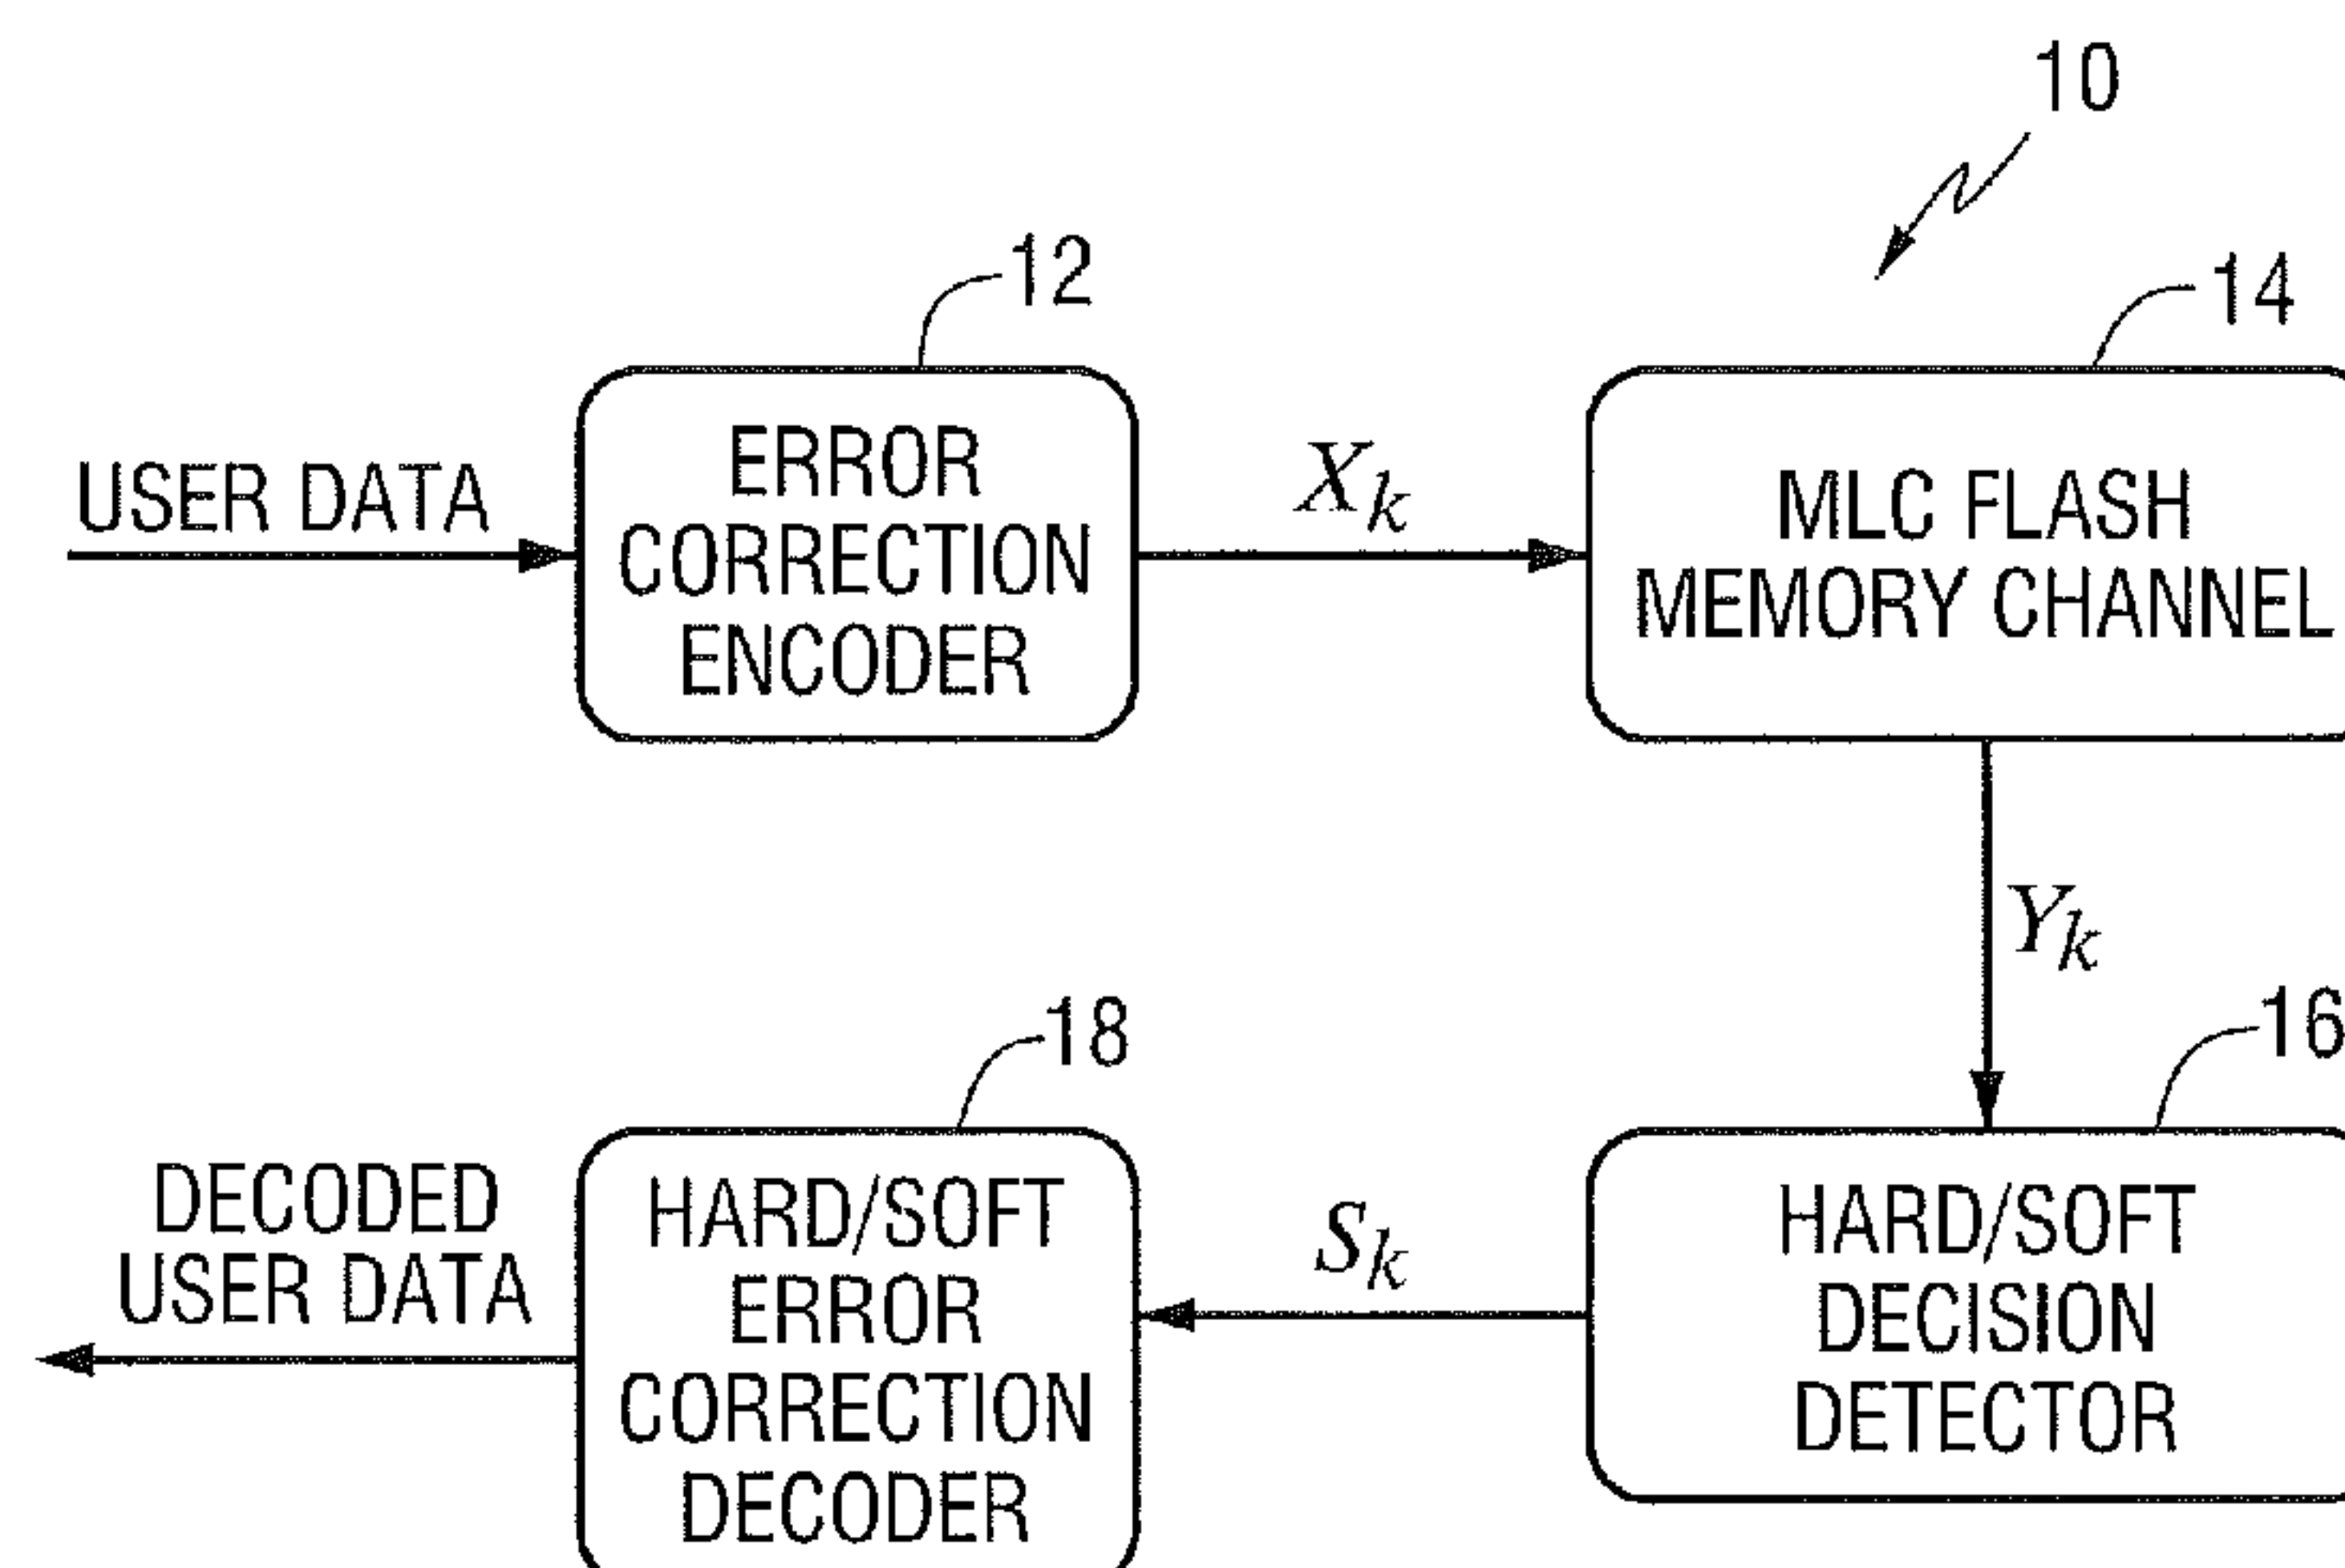 10
12
14
USER DATA
ERROR
CORRECTION
ENCODER
Xk
MLC FLASH
MEMORY CHANNEL
Yk
18
16
DECODED
USER DATA
HARD/SOFT
ERROR
CORRECTION
DECODER
Sk
HARD/SOFT
DECISION
DETECTOR